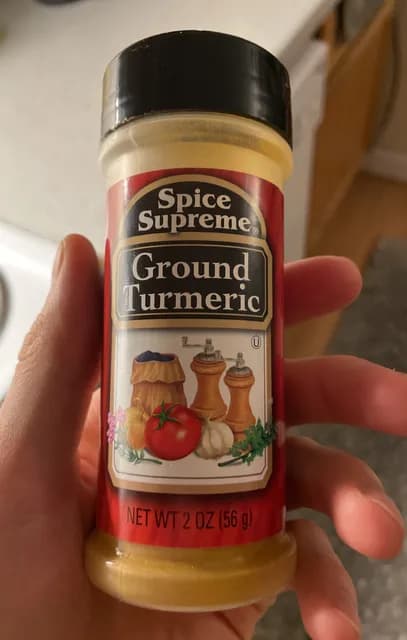 Spice
Supreme®
Ground
Turmeric
U
NET WT 2 OZ (56 g)